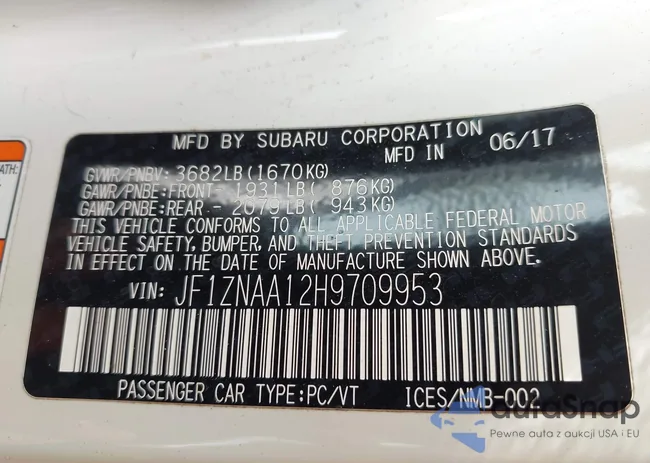 MFD BY SUBARU CORPORATION
MFD IN 06/17
GVWR/PNBV: 3682LB(1670KG)
GAWR/PNBE:FRONT- 1931LB( 876KG)
GAWR/PNBE:REAR - 2079LB( 943KG)
THIS VEHICLE CONFORMS TO ALL APPLICABLE FEDERAL MOTOR
VEHICLE SAFETY, BUMPER, AND THEFT PREVENTION STANDARDS
IN EFFECT ON THE DATE OF MANUFACTURE SHOWN ABOVE.
VIN: JF1ZNAA12H9709953
PASSENGER CAR TYPE:PC/VT ICES/NMB-002
autoSnap
Pewne auta z aukcji USA i EU